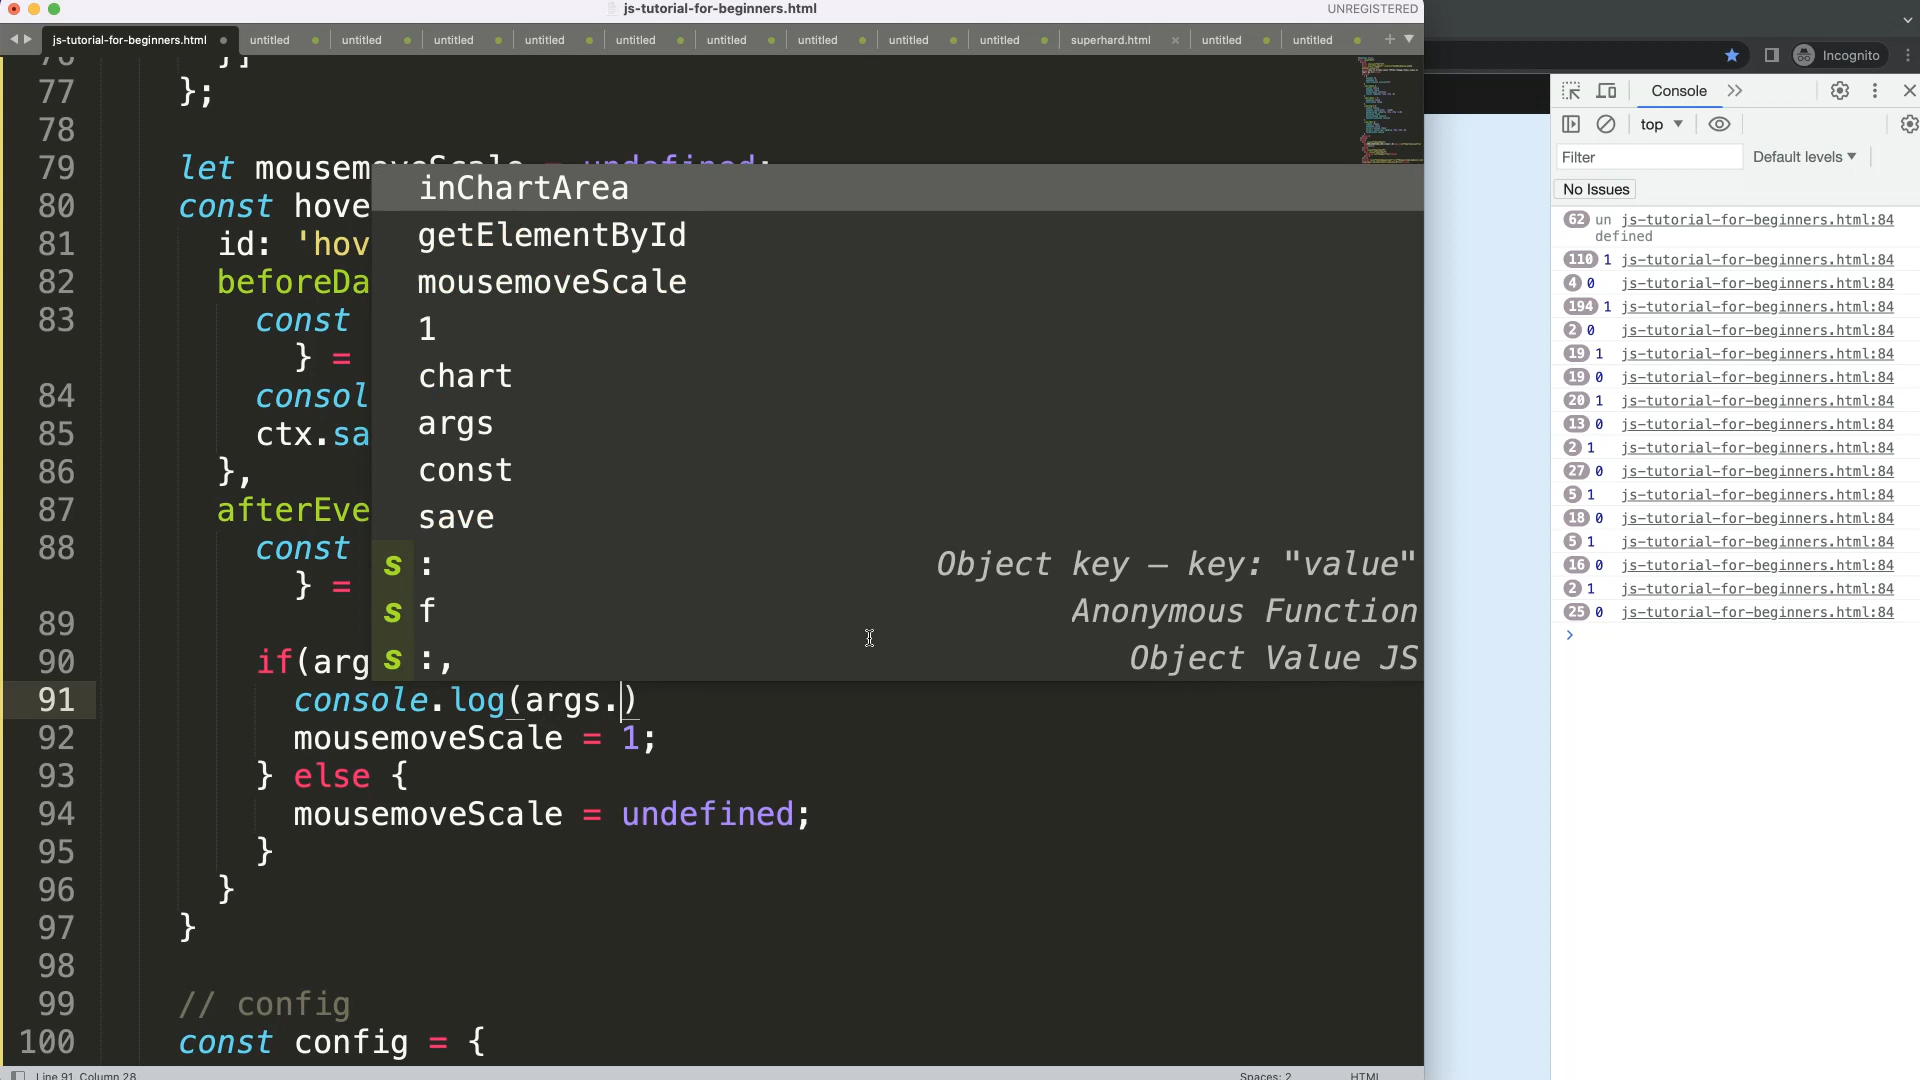 js-tutorial-for-beginners.html
UNREGISTERED
js-tutorial-for-beginners.html untitled untitled untitled untitled untitled untitled untitled untitled untitled superhard.html untitled untitled
Incognito
77 };
78
79 let mousemoveScale = undefined;
80 const hove
81 id: 'hov
82 beforeDa
83 const
} =
84 consol
85 ctx.sa
86 },
87 afterEve
88 const
} =
89
90 if(arg
91 console.log(args.)
92 mousemoveScale = 1;
93 } else {
94 mousemoveScale = undefined;
95 }
96 }
97 }
98
99 // config
100 const config = {
inChartArea
getElementById
mousemoveScale
1
chart
args
const
save
s : Object key – key: "value"
s f Anonymous Function
s :, Object Value JS
Line 91, Column 28
Spaces: 2
HTML
Console
top
Filter
Default levels
No Issues
62 un js-tutorial-for-beginners.html:84
defined
110 1 js-tutorial-for-beginners.html:84
4 0 js-tutorial-for-beginners.html:84
194 1 js-tutorial-for-beginners.html:84
2 0 js-tutorial-for-beginners.html:84
19 1 js-tutorial-for-beginners.html:84
19 0 js-tutorial-for-beginners.html:84
20 1 js-tutorial-for-beginners.html:84
13 0 js-tutorial-for-beginners.html:84
2 1 js-tutorial-for-beginners.html:84
27 0 js-tutorial-for-beginners.html:84
5 1 js-tutorial-for-beginners.html:84
18 0 js-tutorial-for-beginners.html:84
5 1 js-tutorial-for-beginners.html:84
16 0 js-tutorial-for-beginners.html:84
2 1 js-tutorial-for-beginners.html:84
25 0 js-tutorial-for-beginners.html:84